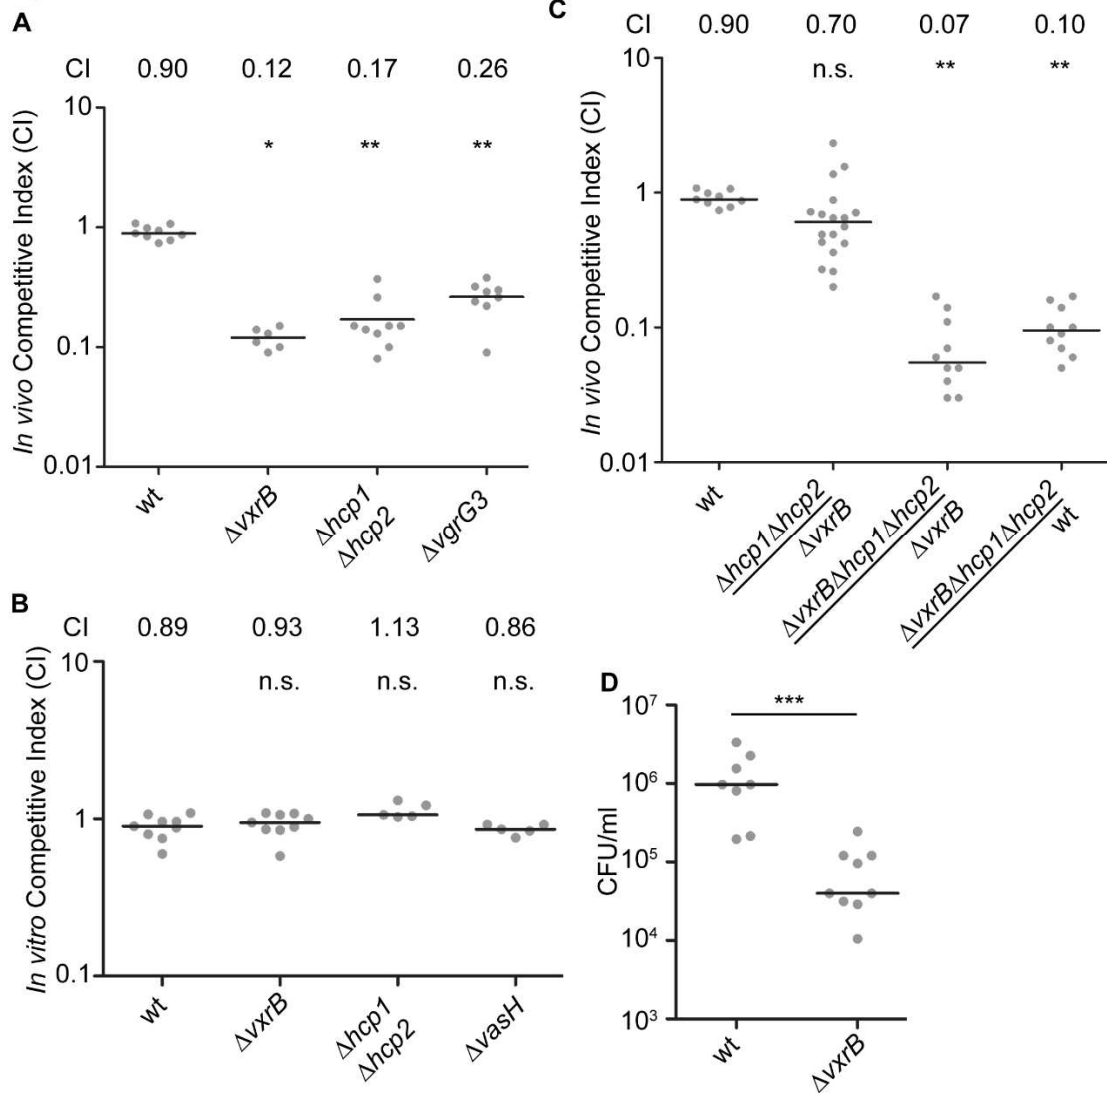 A
CI 0.90 0.12 0.17 0.26
* ** **
In vivo Competitive Index (CI)
10
1
0.1
0.01
wt
ΔvxrB
Δhcp1
Δhcp2
ΔvgrG3
B
CI 0.89 0.93 1.13 0.86
n.s. n.s. n.s.
In vitro Competitive Index (CI)
10
1
0.1
wt
ΔvxrB
Δhcp1
Δhcp2
ΔvasH
C
CI 0.90 0.70 0.07 0.10
n.s. ** **
In vivo Competitive Index (CI)
10
1
0.1
0.01
wt
Δhcp1Δhcp2
ΔvxrB
ΔvxrBΔhcp1Δhcp2
ΔvxrB
ΔvxrBΔhcp1Δhcp2
wt
D
***
CFU/ml
10⁷
10⁶
10⁵
10⁴
10³
wt
ΔvxrB